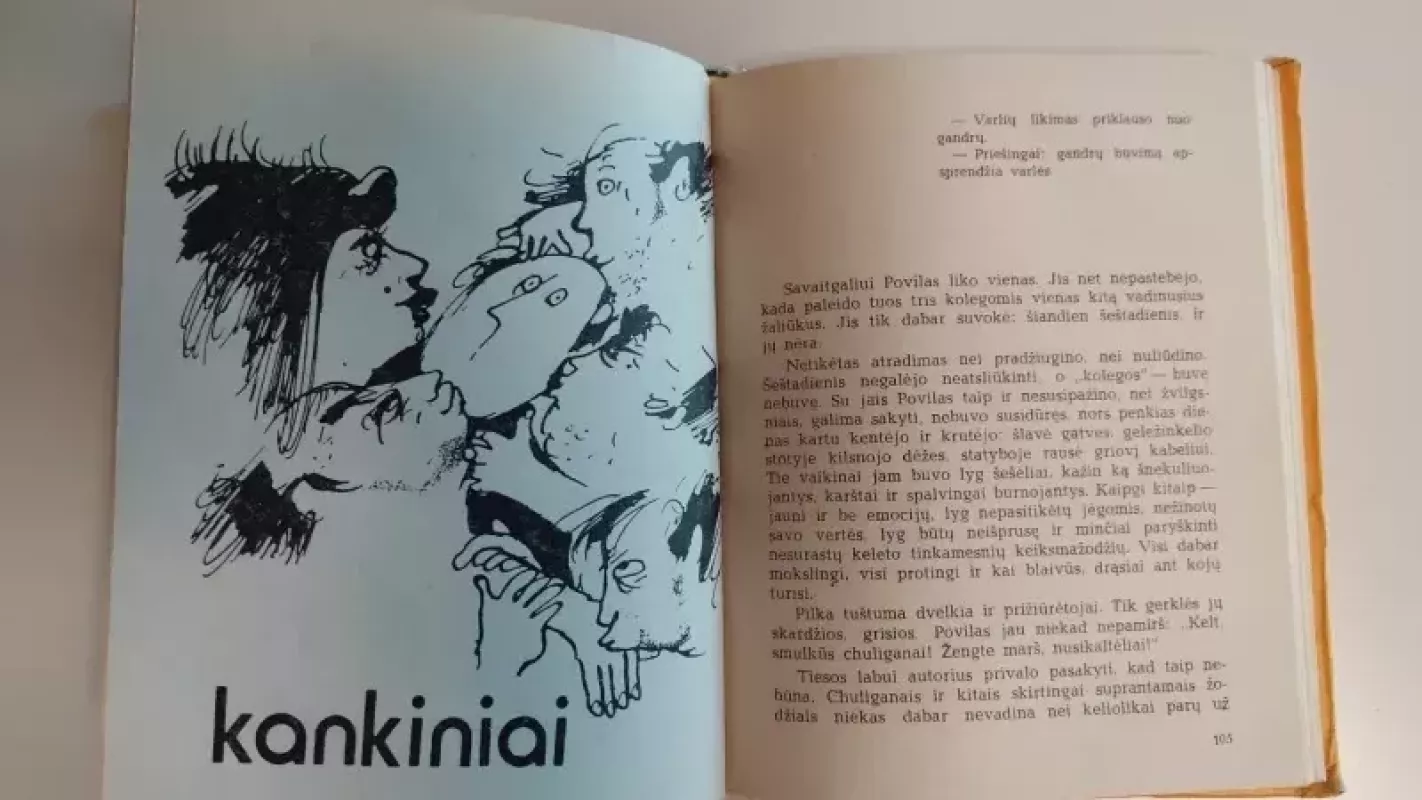 kankiniai
— Varlių likimas priklauso nuo
gandrų.
— Priešingai: gandrų buvimą ap-
sprendžia varlės
Savaitgaliui Povilas liko vienas. Jis net nepastebėjo,
kada paleido tuos tris kolegomis vienas kitą vadinusius
žaliūkus. Jis tik dabar suvokė: šiandien šeštadienis, ir
jų nėra.
Netikėtas atradimas nei pradžiugino, nei nuliūdino.
Šeštadienis negalėjo neatsliūkinti, o „kolegos" — buvę
nebuvę. Su jais Povilas taip ir nesusipažino, nei žvilgs-
niais, galima sakyti, nebuvo susidūręs, nors penkias die-
nas kartu kentėjo ir krutėjo: šlavė gatves, geležinkelio
stotyje kilsnojo dėžes, statyboje rausė griovį kabeliui.
Tie vaikinai jam buvo lyg šešėliai, kažin ką šnekuliuo-
jantys, karštai ir spalvingai burnojantys. Kaipgi kitaip —
jauni ir be emocijų, lyg nepasitikėtų jėgomis, nežinotų
savo vertės, lyg būtų neišprusę ir minčiai paryškinti
nesurastų keleto tinkamesnių keiksmažodžių. Visi dabar
mokslingi, visi protingi ir kai blaivūs, drąsiai ant kojų
turisi.
Pilka tuštuma dvelkia ir prižiūrėtojai. Tik gerklės jų
skardžios, grisios. Povilas jau niekad nepamirš: „Kelt,
smulkūs chuliganai! Žengte marš, nusikaltėliai!"
Tiesos labui autorius privalo pasakyti, kad taip ne-
būna. Chuliganais ir kitais skirtingai suprantamais žo-
džiais niekas dabar nevadina nei keliolikai parų už
105